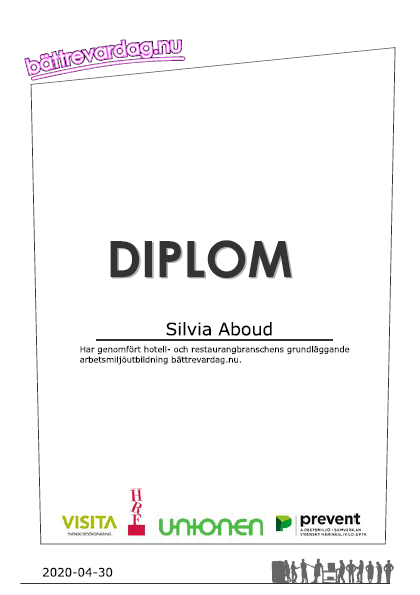 bättrevardag.nu
DIPLOM
Silvia Aboud
Har genomfört hotell- och restaurangbranschens grundläggande
arbetsmiljöutbildning bättrevardag.nu.
VISITA
SVENSK BESÖKSNÄRING
HRF
unionen
prevent
ARBETSMILJÖ I SAMVERKAN
SVENSKT NÄRINGSLIV, LO & PTK
2020-04-30